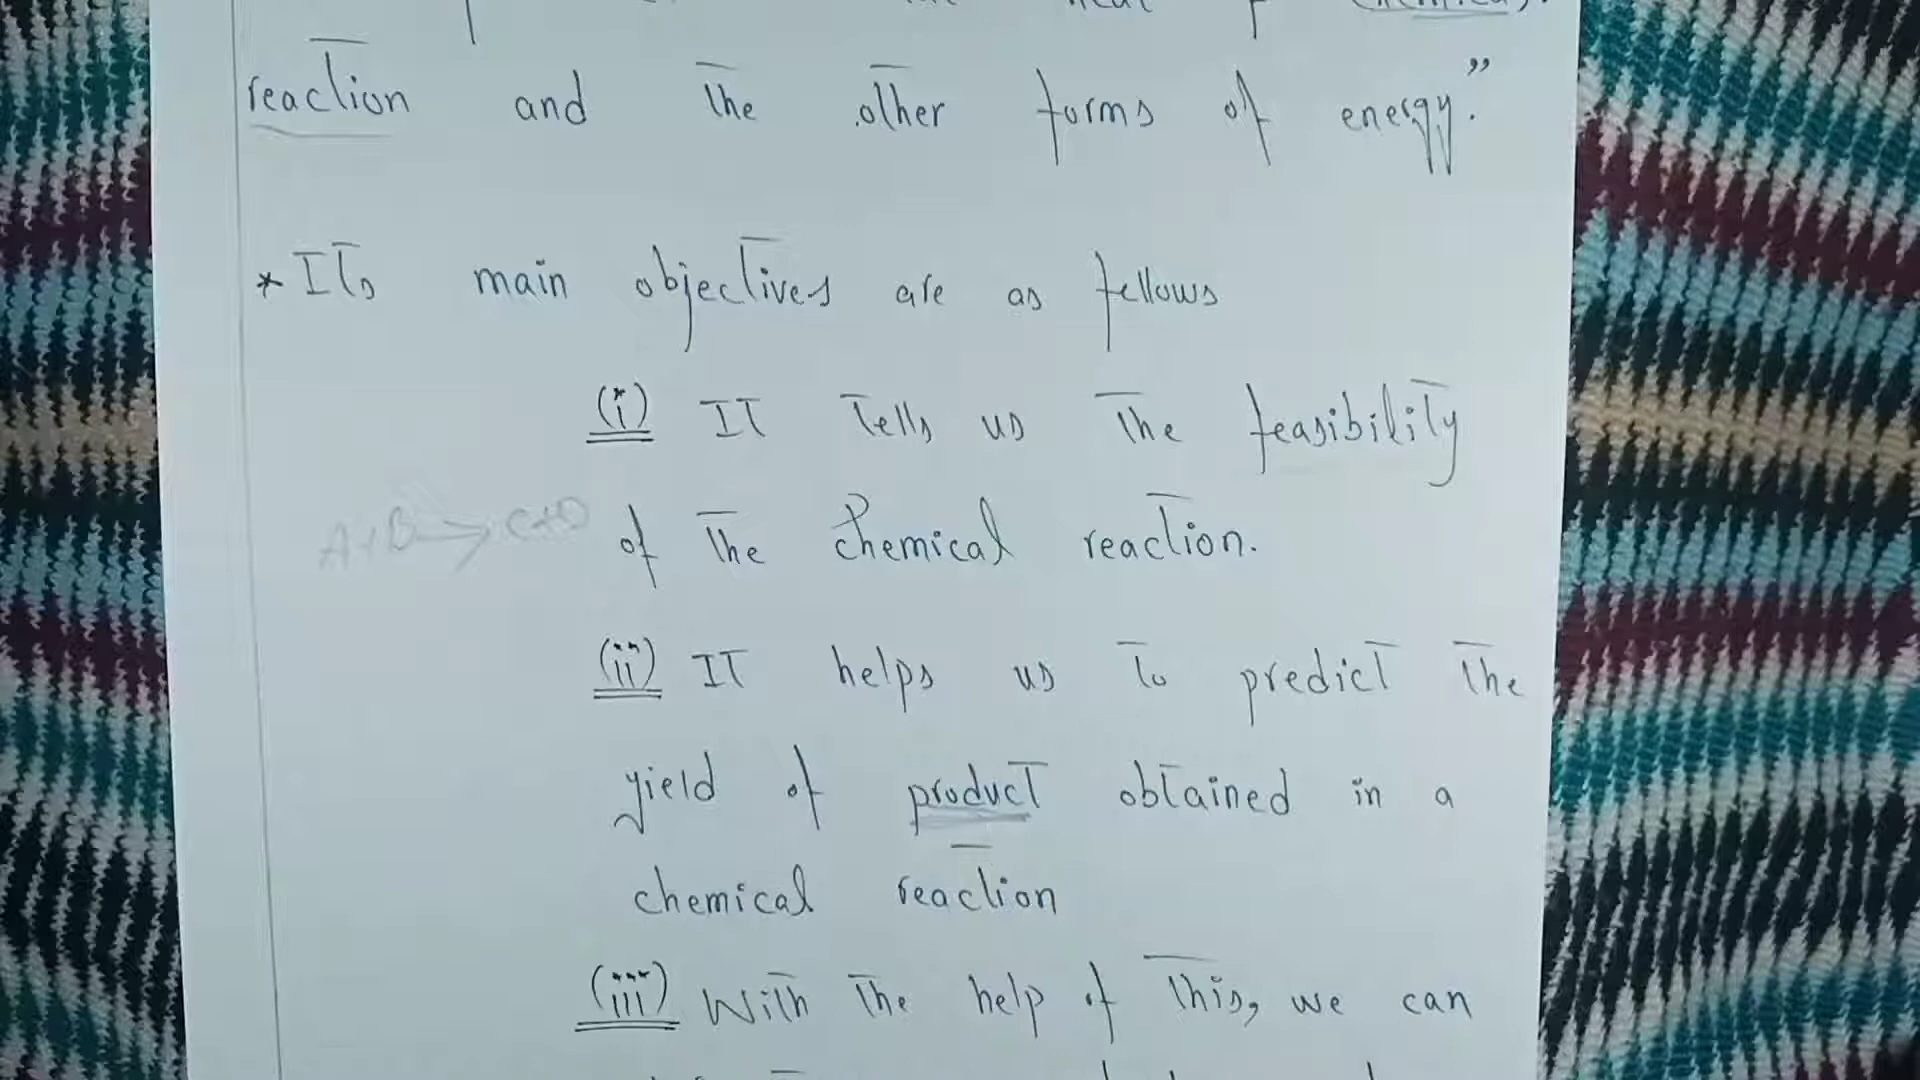 reaction and the other forms of energy."
* Its main objectives are as fellows
(i) It tells us the feasibility
of the chemical reaction.
A+B → C+D
(ii) It helps us to predict the
yield of product obtained in a
chemical reaction
(iii) With the help of this, we can